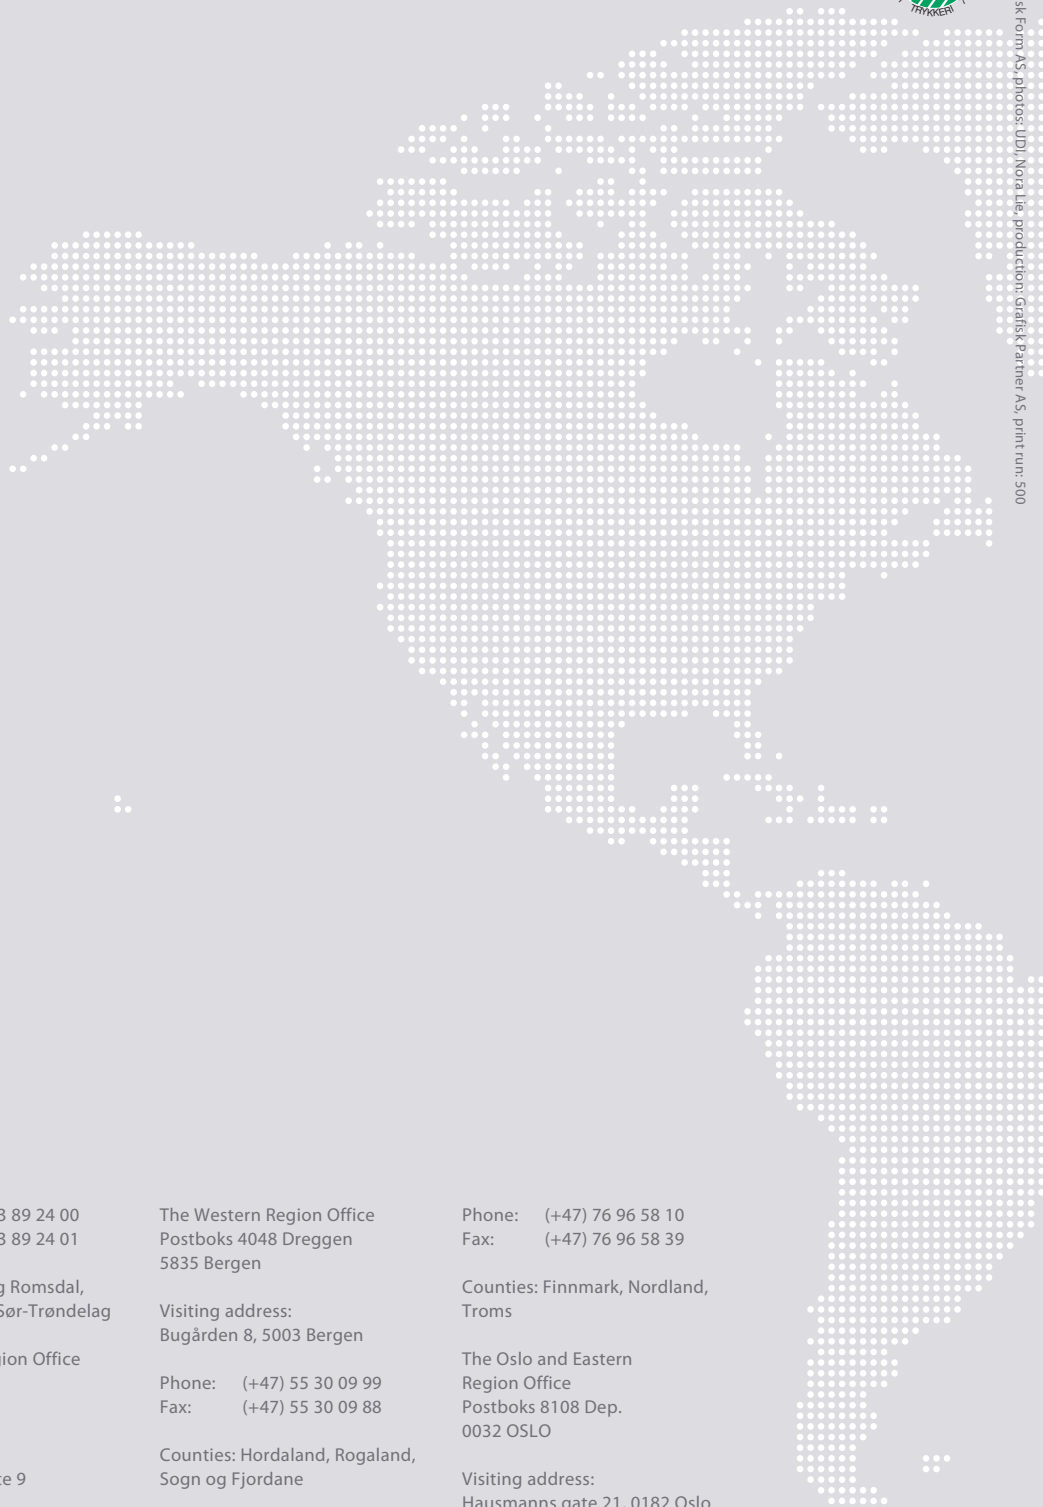 TRYKKERI
sk Form AS, photos: UDI, Nora Lie, production: Grafisk Partner AS, print run: 500
3 89 24 00
3 89 24 01
g Romsdal,
Sør-Trøndelag
ion Office
e 9
The Western Region Office
Postboks 4048 Dreggen
5835 Bergen
Visiting address:
Bugården 8, 5003 Bergen
Phone: (+47) 55 30 09 99
Fax: (+47) 55 30 09 88
Counties: Hordaland, Rogaland,
Sogn og Fjordane
Phone: (+47) 76 96 58 10
Fax: (+47) 76 96 58 39
Counties: Finnmark, Nordland,
Troms
The Oslo and Eastern
Region Office
Postboks 8108 Dep.
0032 OSLO
Visiting address:
Hausmanns gate 21, 0182 Oslo